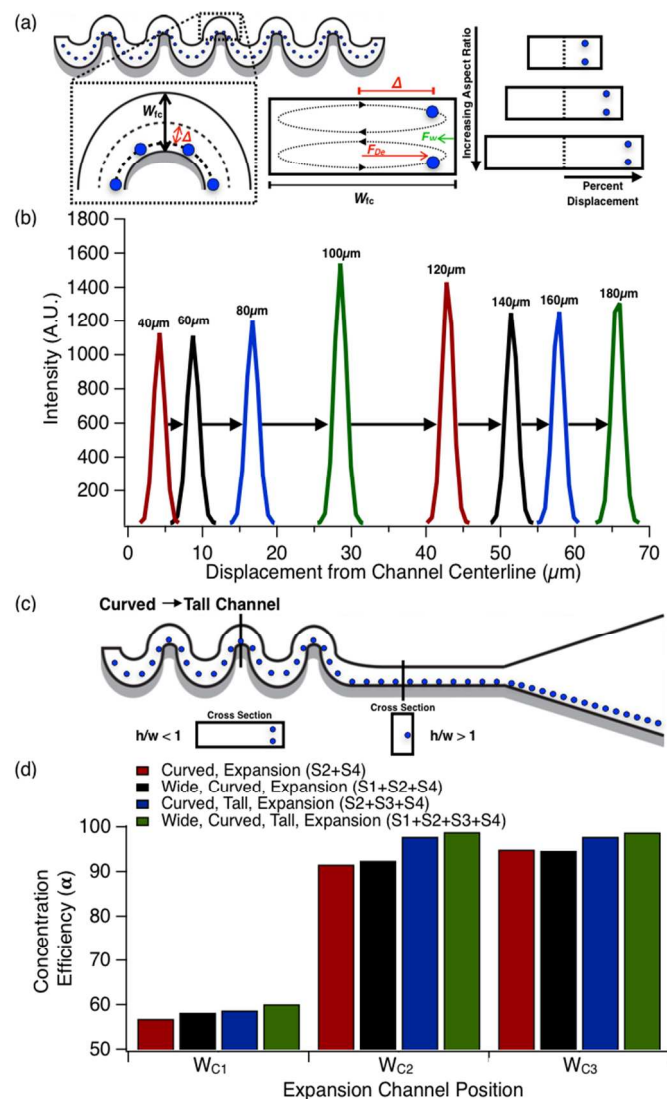 (a)
W_fc
Δ
Δ
F_w
F_De
W_fc
Increasing Aspect Ratio
Percent
Displacement
(b)
1800
1600
1400
1200
1000
800
600
400
200
Intensity (A.U.)
40µm
60µm
80µm
100µm
120µm
140µm
160µm
180µm
0 10 20 30 40 50 60 70
Displacement from Channel Centerline (µm)
(c)
Curved → Tall Channel
Cross Section
h/w < 1
Cross Section
h/w > 1
(d)
Curved, Expansion (S2+S4)
Wide, Curved, Expansion (S1+S2+S4)
Curved, Tall, Expansion (S2+S3+S4)
Wide, Curved, Tall, Expansion (S1+S2+S3+S4)
100
90
80
70
60
50
Concentration
Efficiency (α)
W_C1 W_C2 W_C3
Expansion Channel Position